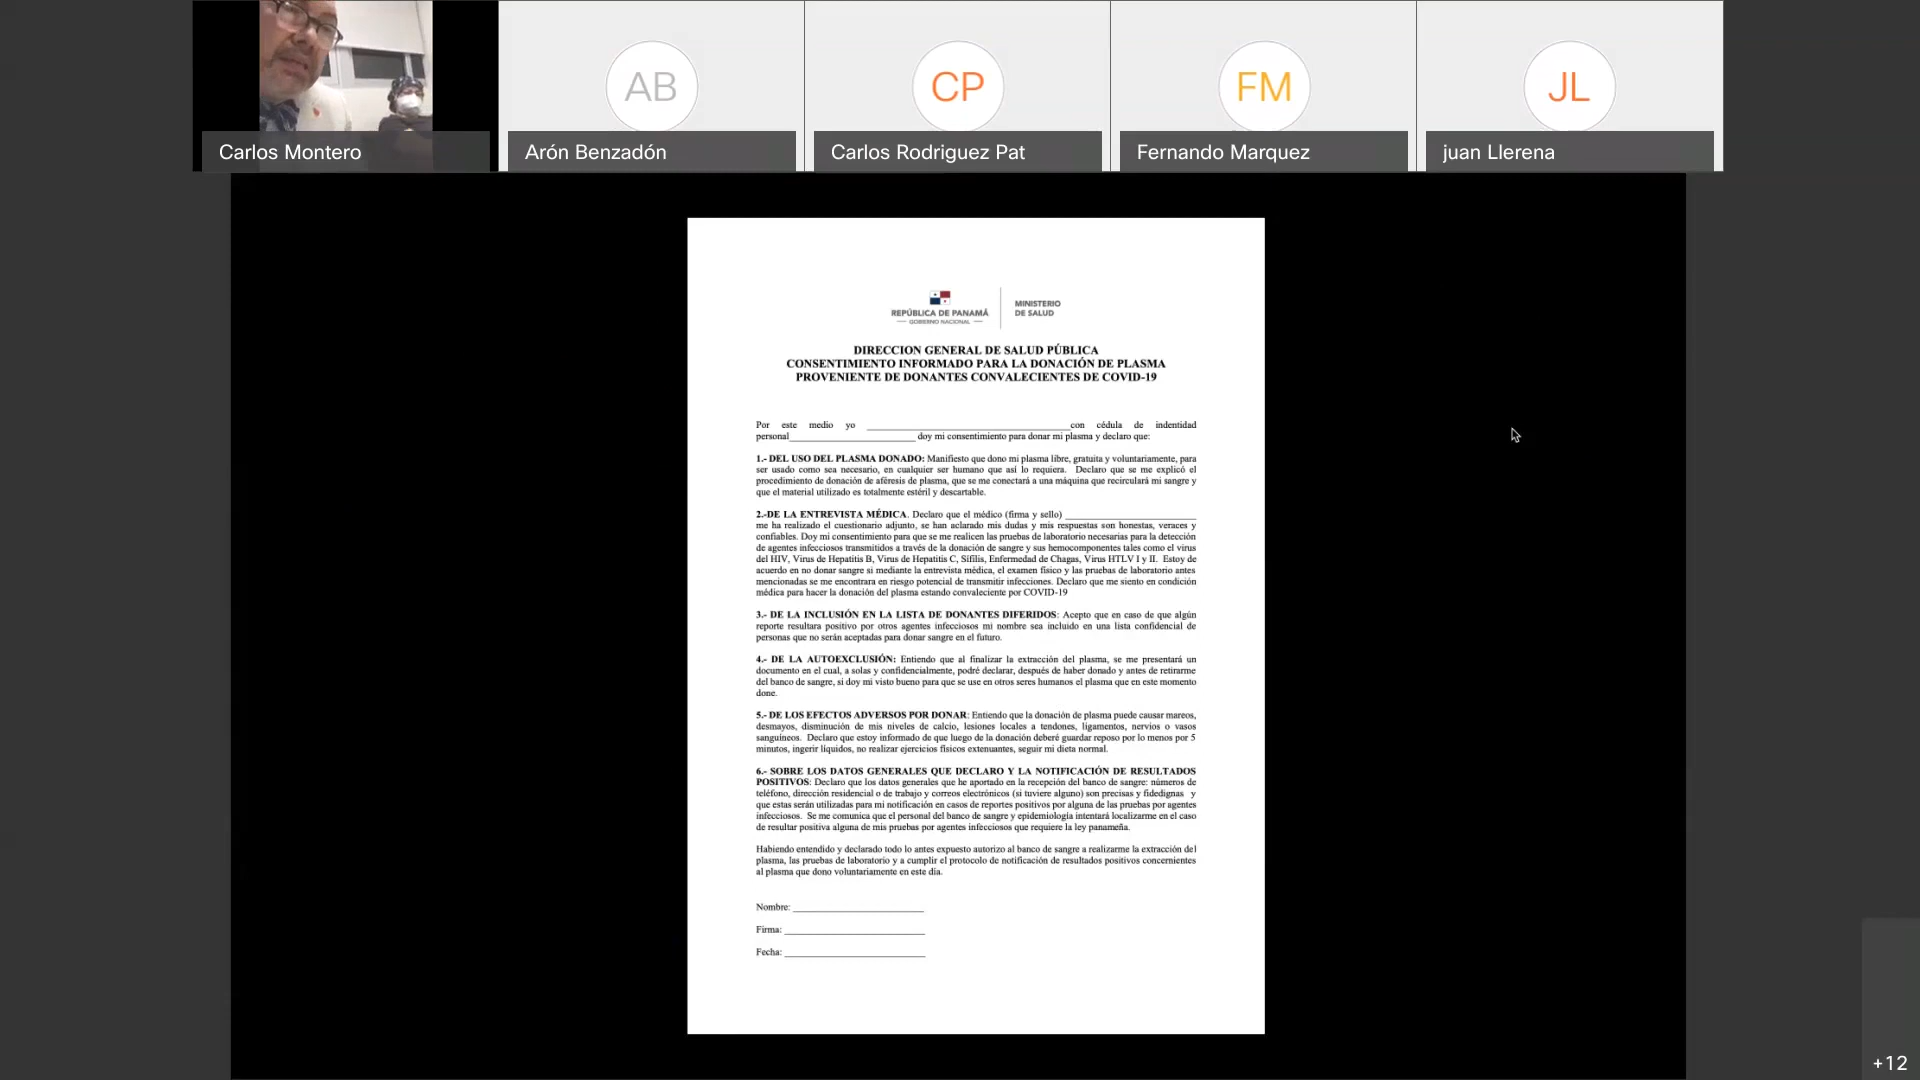 Carlos Montero
AB
Arón Benzadón
CP
Carlos Rodriguez Pat
FM
Fernando Marquez
JL
juan Llerena
REPÚBLICA DE PANAMÁ
— GOBIERNO NACIONAL —
MINISTERIO
DE SALUD
DIRECCION GENERAL DE SALUD PÚBLICA
CONSENTIMIENTO INFORMADO PARA LA DONACIÓN DE PLASMA
PROVENIENTE DE DONANTES CONVALECIENTES DE COVID-19
Por este medio yo ________________________________________con cédula de indentidad
personal_________________________ doy mi consentimiento para donar mi plasma y declaro que:
1.- DEL USO DEL PLASMA DONADO: Manifiesto que dono mi plasma libre, gratuita y voluntariamente, para
ser usado como sea necesario, en cualquier ser humano que así lo requiera. Declaro que se me explicó el
procedimiento de donación de aféresis de plasma, que se me conectará a una máquina que recirculará mi sangre y
que el material utilizado es totalmente estéril y descartable.
2.-DE LA ENTREVISTA MÉDICA. Declaro que el médico (firma y sello) __________________________
me ha realizado el cuestionario adjunto, se han aclarado mis dudas y mis respuestas son honestas, veraces y
confiables. Doy mi consentimiento para que se me realicen las pruebas de laboratorio necesarias para la detección
de agentes infecciosos transmitidos a través de la donación de sangre y sus hemocomponentes tales como el virus
del HIV, Virus de Hepatitis B, Virus de Hepatitis C, Sífilis, Enfermedad de Chagas, Virus HTLV I y II. Estoy de
acuerdo en no donar sangre si mediante la entrevista médica, el examen físico y las pruebas de laboratorio antes
mencionadas se me encontrara en riesgo potencial de transmitir infecciones. Declaro que me siento en condición
médica para hacer la donación del plasma estando convaleciente por COVID-19
3.- DE LA INCLUSIÓN EN LA LISTA DE DONANTES DIFERIDOS: Acepto que en caso de que algún
reporte resultara positivo por otros agentes infecciosos mi nombre sea incluido en una lista confidencial de
personas que no serán aceptadas para donar sangre en el futuro.
4.- DE LA AUTOEXCLUSIÓN: Entiendo que al finalizar la extracción del plasma, se me presentará un
documento en el cual, a solas y confidencialmente, podré declarar, después de haber donado y antes de retirarme
del banco de sangre, si doy mi visto bueno para que se use en otros seres humanos el plasma que en este momento
done.
5.- DE LOS EFECTOS ADVERSOS POR DONAR: Entiendo que la donación de plasma puede causar mareos,
desmayos, disminución de mis niveles de calcio, lesiones locales a tendones, ligamentos, nervios o vasos
sanguíneos. Declaro que estoy informado de que luego de la donación deberé guardar reposo por lo menos por 5
minutos, ingerir líquidos, no realizar ejercicios físicos extenuantes, seguir mi dieta normal.
6.- SOBRE LOS DATOS GENERALES QUE DECLARO Y LA NOTIFICACIÓN DE RESULTADOS
POSITIVOS: Declaro que los datos generales que he aportado en la recepción del banco de sangre: números de
teléfono, dirección residencial o de trabajo y correos electrónicos (si tuviere alguno) son precisas y fidedignas y
que estas serán utilizadas para mi notificación en casos de reportes positivos por alguna de las pruebas por agentes
infecciosos. Se me comunica que el personal del banco de sangre y epidemiología intentará localizarme en el caso
de resultar positiva alguna de mis pruebas por agentes infecciosos que requiere la ley panameña.
Habiendo entendido y declarado todo lo antes expuesto autorizo al banco de sangre a realizarme la extracción del
plasma, las pruebas de laboratorio y a cumplir el protocolo de notificación de resultados positivos concernientes
al plasma que dono voluntariamente en este día.
Nombre: __________________________
Firma: ____________________________
Fecha: ____________________________
+12